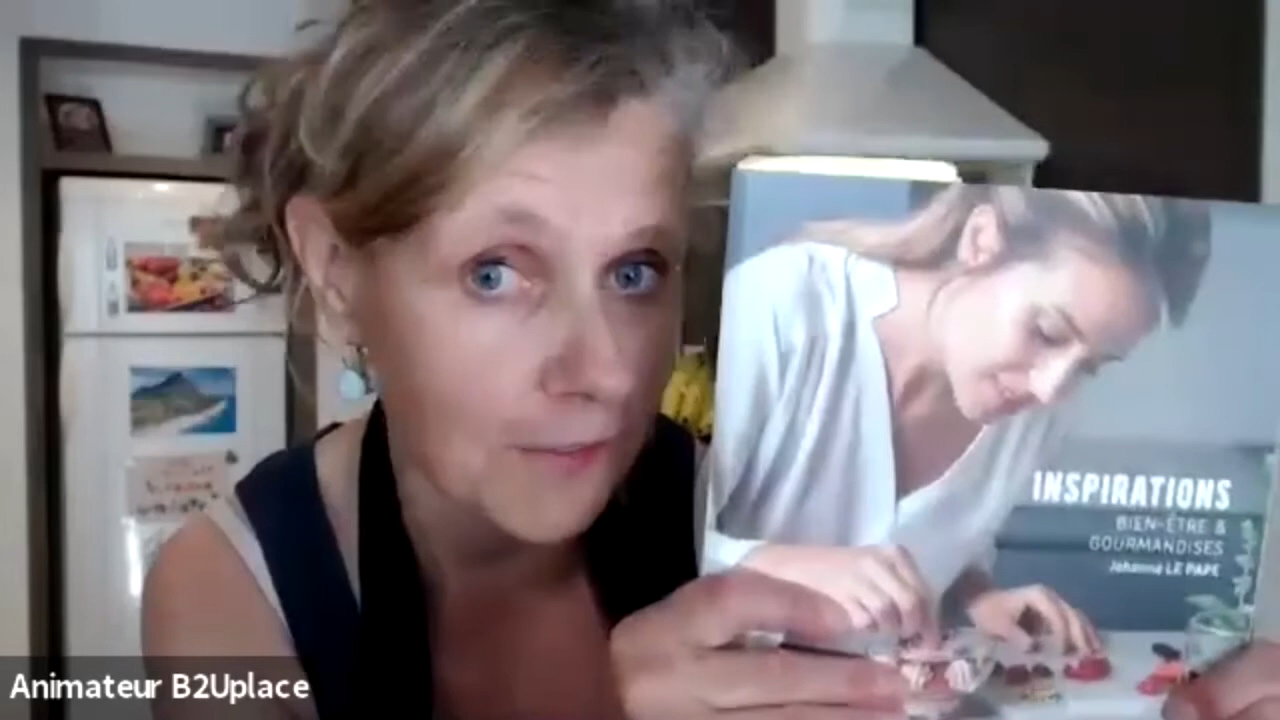 INSPIRATIONS
BIEN-ÊTRE &
GOURMANDISES
Johanna LE PAPE
Animateur B2Uplace